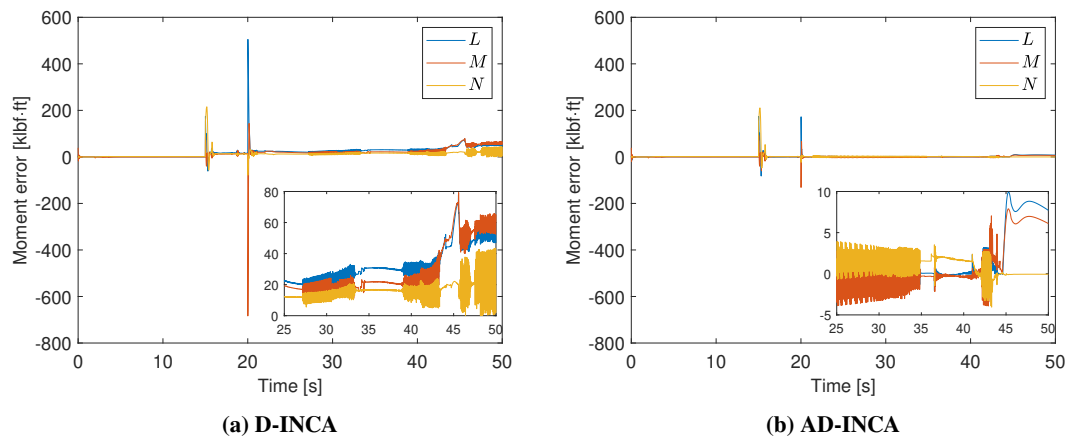 600
400
200
0
-200
-400
-600
-800
Moment error [klbf·ft]
L
M
N
80
60
40
20
0
25 30 35 40 45 50
0 10 20 30 40 50
Time [s]
(a) D-INCA
600
400
200
0
-200
-400
-600
-800
Moment error [klbf·ft]
L
M
N
10
5
0
-5
25 30 35 40 45 50
0 10 20 30 40 50
Time [s]
(b) AD-INCA